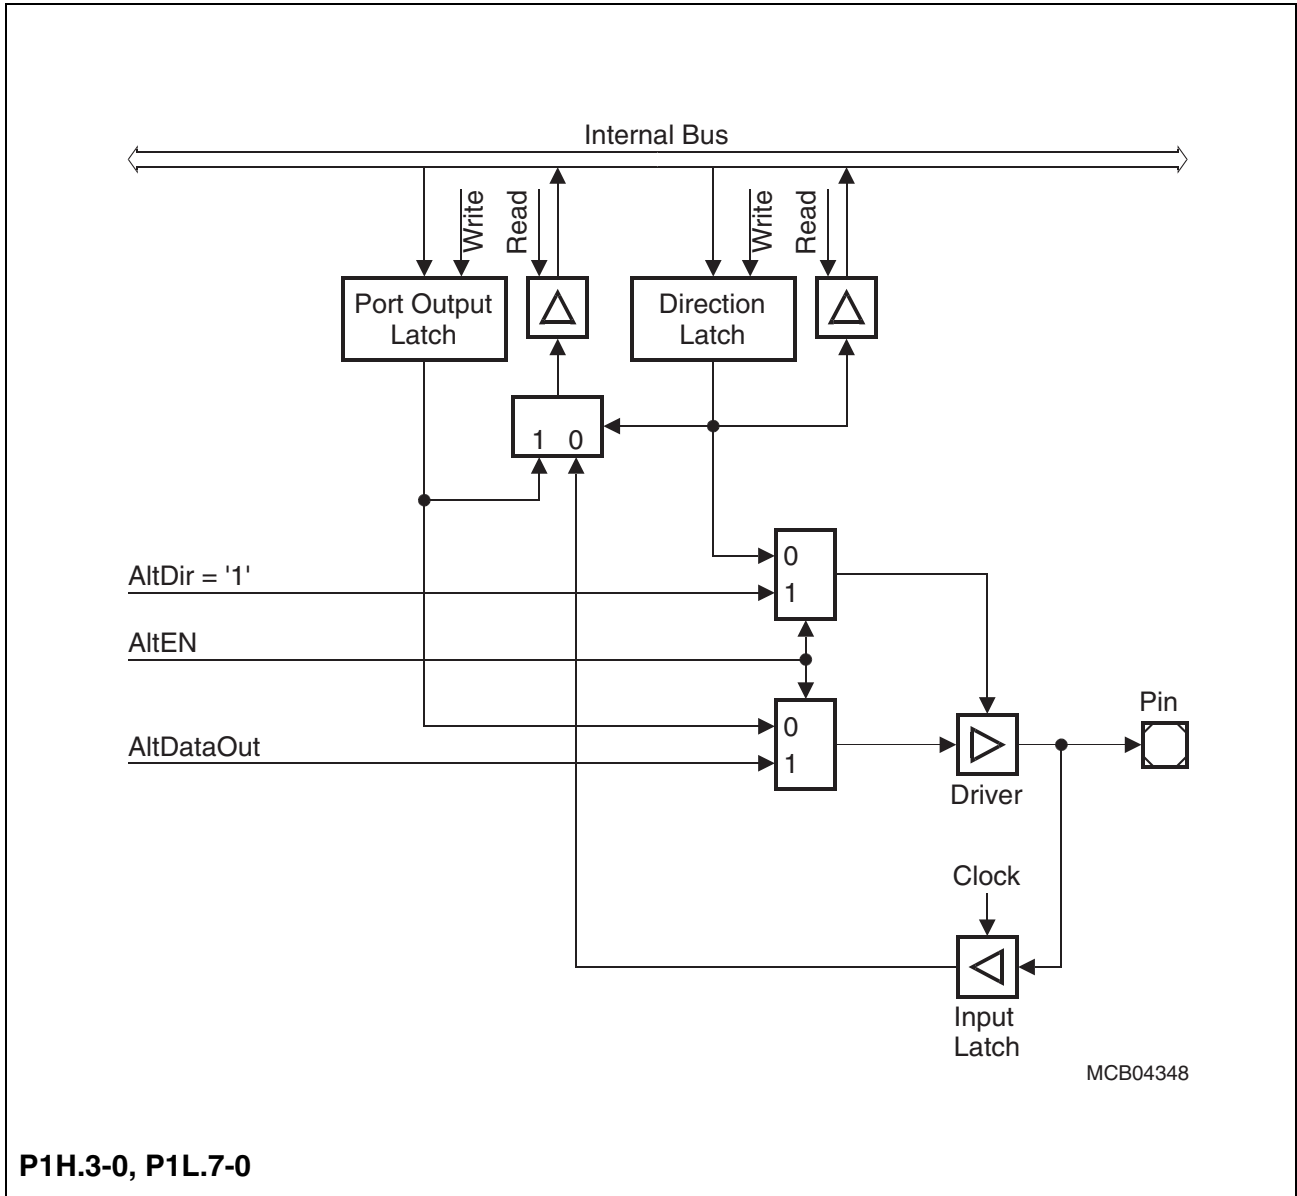 Internal Bus
Write
Read
Write
Read
Port Output
Latch
Direction
Latch
1 0
0
1
AltDir = '1'
AltEN
0
1
AltDataOut
Pin
Driver
Clock
Input
Latch
MCB04348
P1H.3-0, P1L.7-0